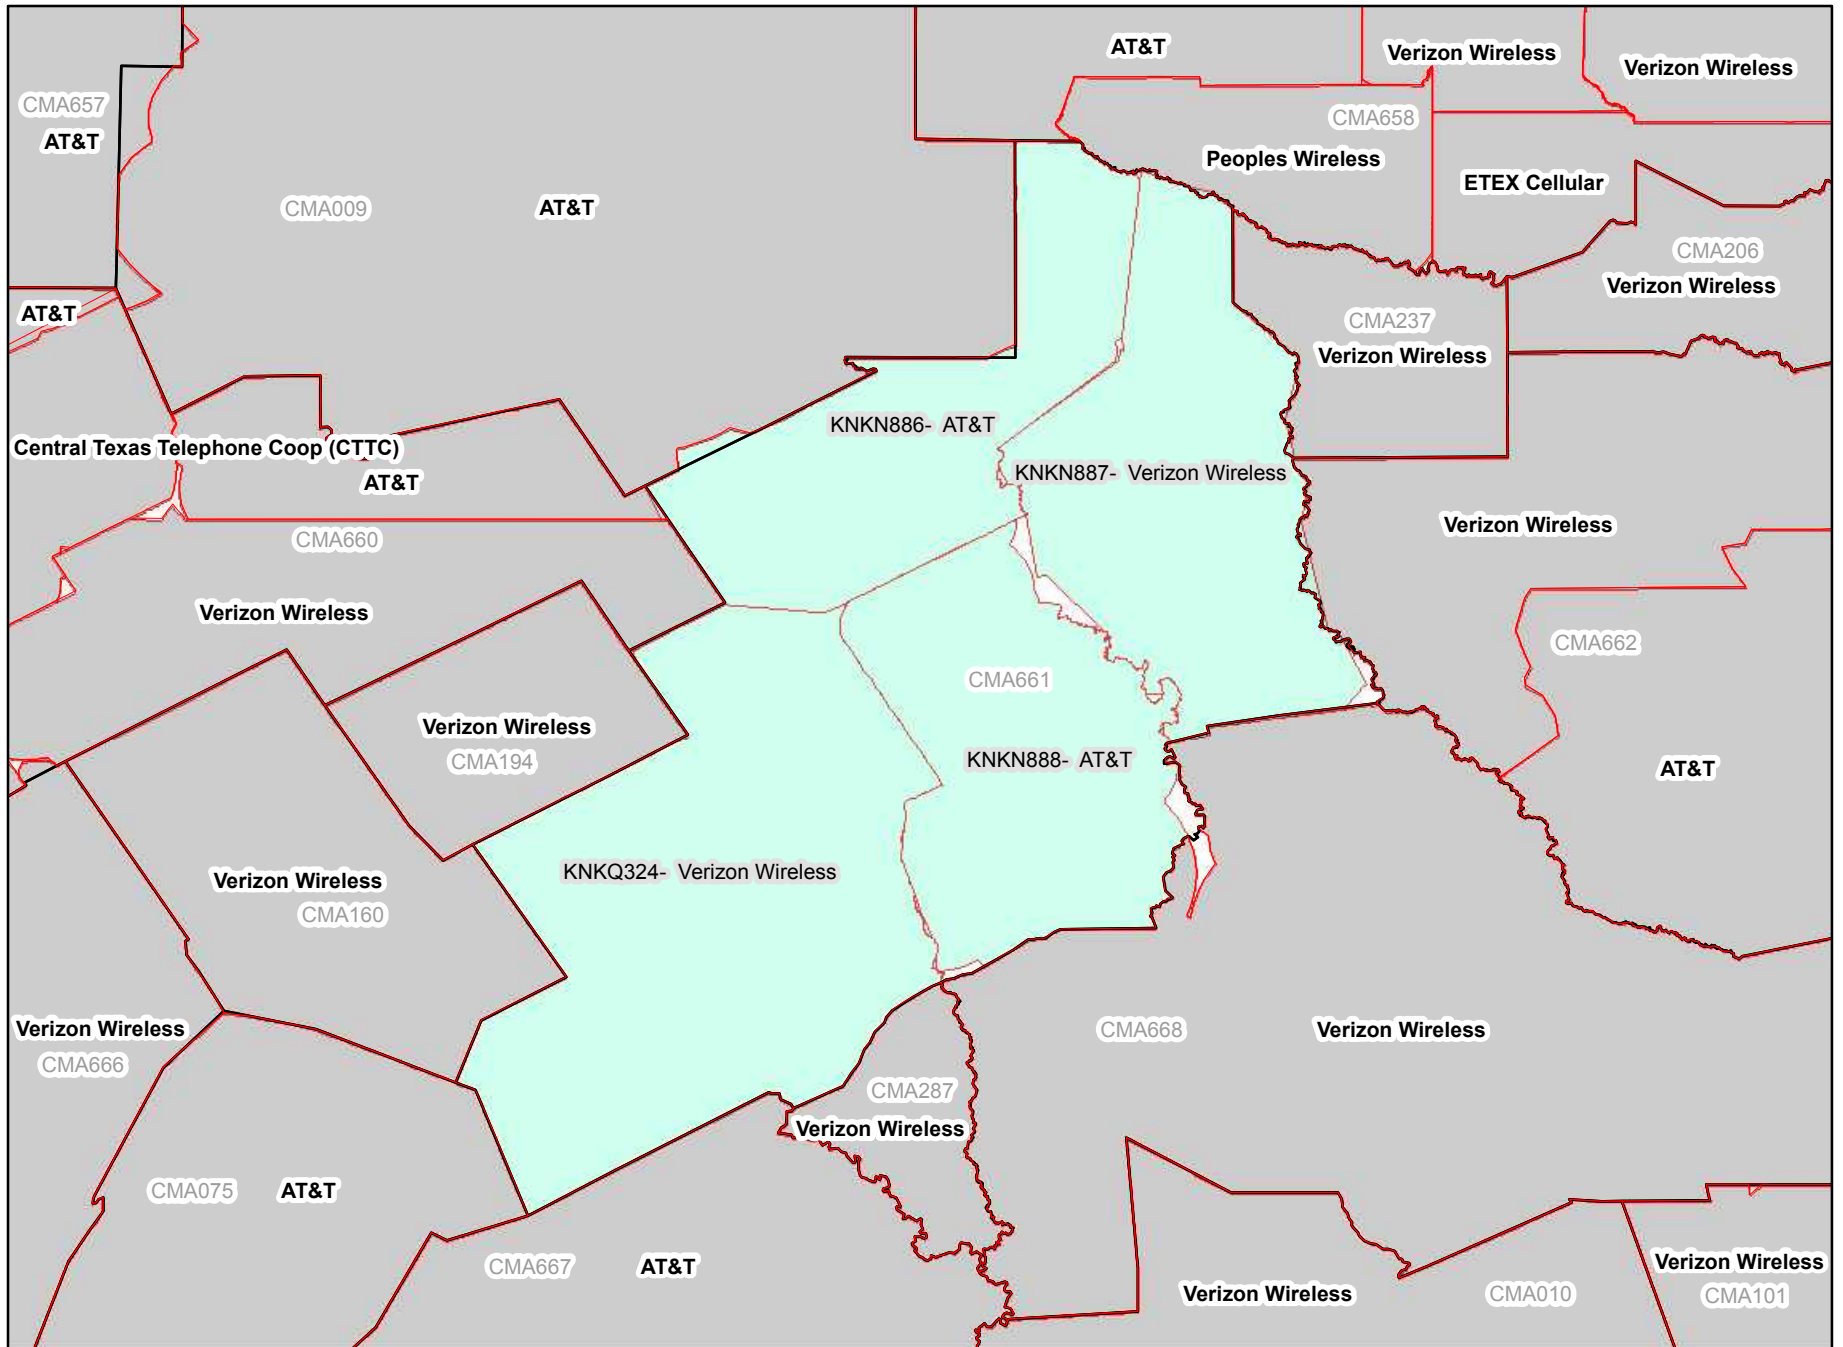 AT&T
Verizon Wireless
Verizon Wireless
CMA657
AT&T
CMA658
Peoples Wireless
ETEX Cellular
CMA009
AT&T
CMA206
Verizon Wireless
AT&T
CMA237
Verizon Wireless
KNKN886- AT&T
Central Texas Telephone Coop (CTTC)
AT&T
KNKN887- Verizon Wireless
Verizon Wireless
CMA660
Verizon Wireless
CMA662
CMA661
Verizon Wireless
CMA194
KNKN888- AT&T
AT&T
KNKQ324- Verizon Wireless
Verizon Wireless
CMA160
Verizon Wireless
CMA666
CMA668
Verizon Wireless
CMA287
Verizon Wireless
CMA075
AT&T
CMA667
AT&T
Verizon Wireless
CMA010
Verizon Wireless
CMA101